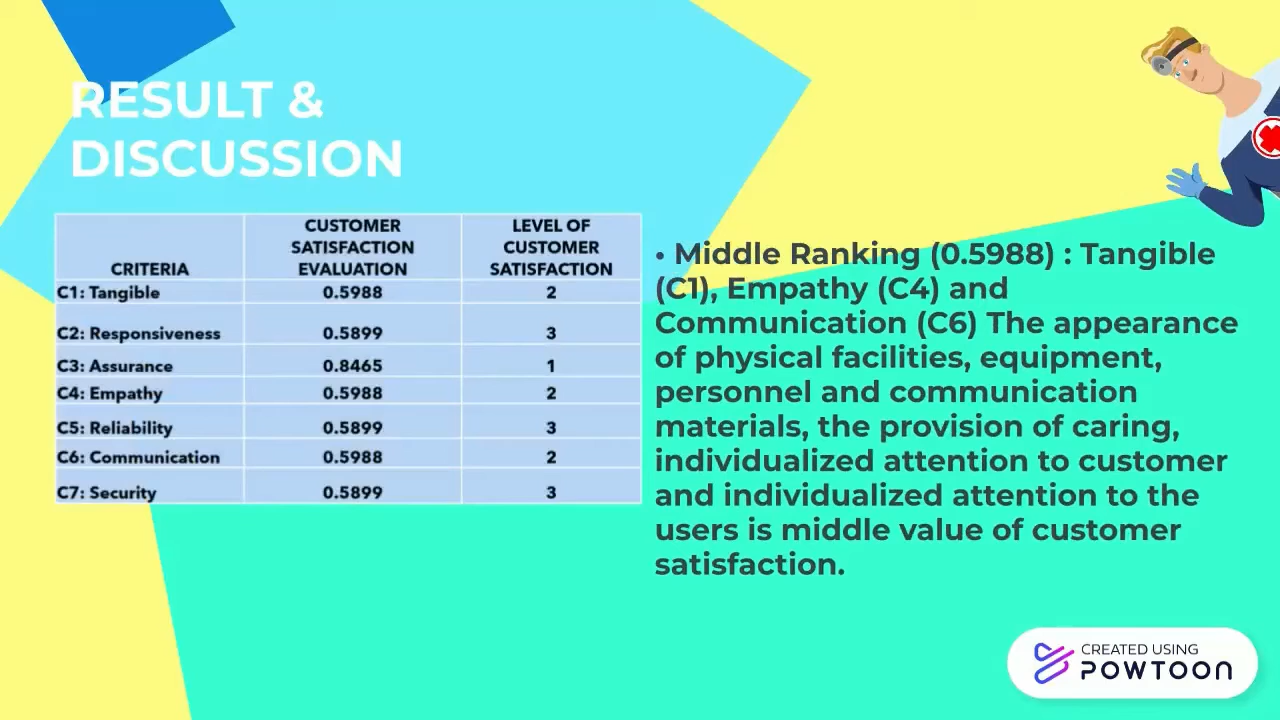 RESULT &
DISCUSSION
CRITERIA CUSTOMER SATISFACTION EVALUATION LEVEL OF CUSTOMER SATISFACTION
C1: Tangible 0.5988 2
C2: Responsiveness 0.5899 3
C3: Assurance 0.8465 1
C4: Empathy 0.5988 2
C5: Reliability 0.5899 3
C6: Communication 0.5988 2
C7: Security 0.5899 3
• Middle Ranking (0.5988) : Tangible
(C1), Empathy (C4) and
Communication (C6) The appearance
of physical facilities, equipment,
personnel and communication
materials, the provision of caring,
individualized attention to customer
and individualized attention to the
users is middle value of customer
satisfaction.
CREATED USING
POWTOON